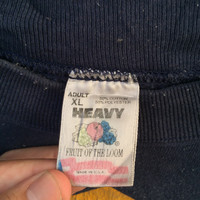 ADULT
XL
HEAVY
FRUIT OF THE LOOM
MADE IN U.S.A.